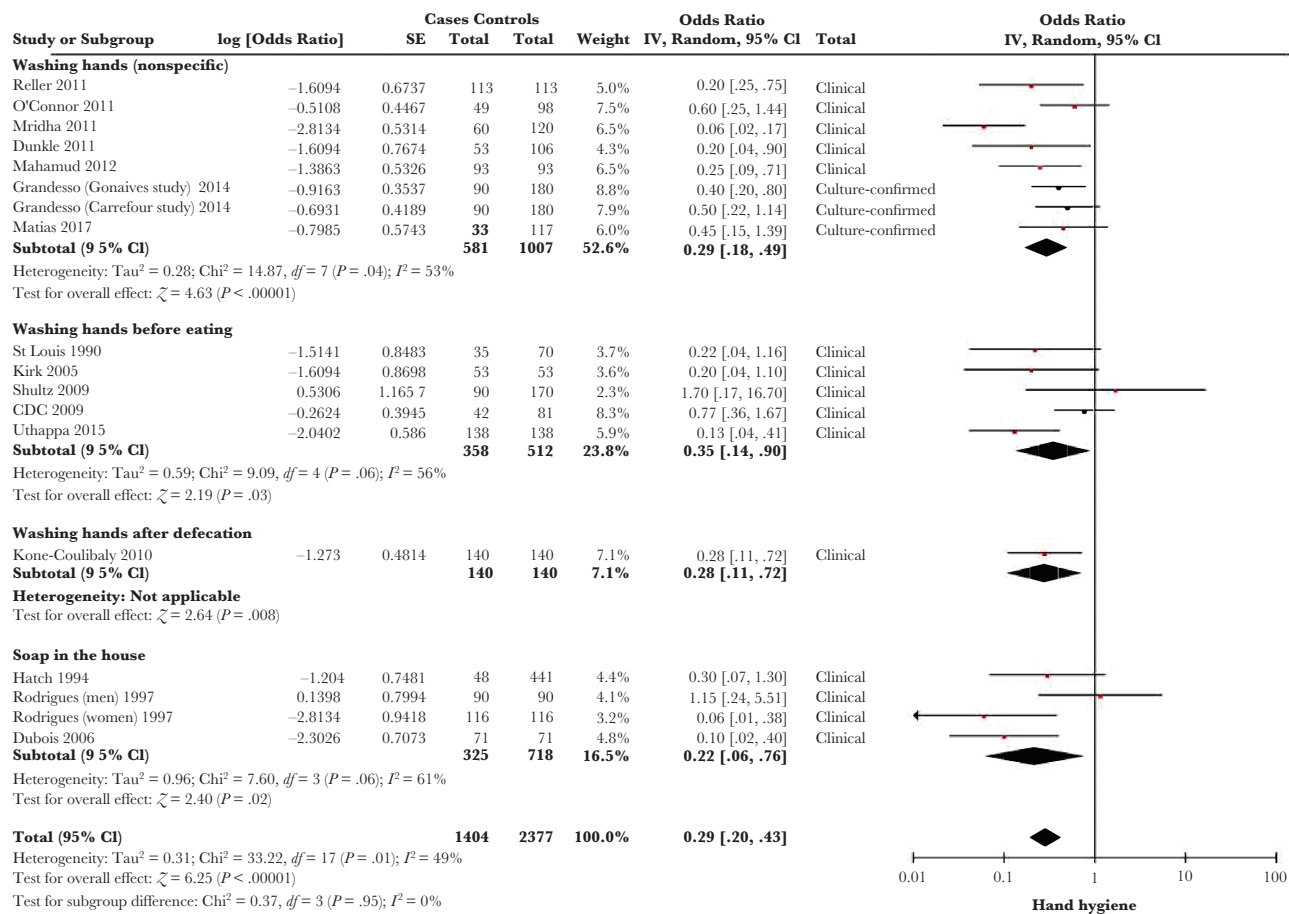 Cases Controls Odds Ratio Odds Ratio
Study or Subgroup log [Odds Ratio] SE Total Total Weight IV, Random, 95% Cl Total IV, Random, 95% Cl
Washing hands (nonspecific)
Reller 2011 –1.6094 0.6737 113 113 5.0% 0.20 [.25, .75] Clinical
O'Connor 2011 –0.5108 0.4467 49 98 7.5% 0.60 [.25, 1.44] Clinical
Mridha 2011 –2.8134 0.5314 60 120 6.5% 0.06 [.02, .17] Clinical
Dunkle 2011 –1.6094 0.7674 53 106 4.3% 0.20 [.04, .90] Clinical
Mahamud 2012 –1.3863 0.5326 93 93 5.0% 0.25 [.09, .71] Clinical
Grandesso (Gonaives study) 2014 –0.9163 0.3537 90 180 8.8% 0.40 [.20, .80] Culture-confirmed
Grandesso (Carrefour study) 2014 –0.6931 0.4189 90 180 7.9% 0.50 [.22, 1.14] Culture-confirmed
Matias 2017 –0.7985 0.5743 33 117 6.0% 0.45 [.15, 1.39] Culture-confirmed
Subtotal (9 5% Cl) 581 1007 52.6% 0.29 [.18, .49]
Heterogeneity: Tau² = 0.28; Chi² = 14.87, df = 7 (P = .04); I² = 53%
Test for overall effect: Z = 4.63 (P < .00001)
Washing hands before eating
St Louis 1990 –1.5141 0.8483 35 70 3.7% 0.22 [.04, 1.16] Clinical
Kirk 2005 –1.6094 0.8698 53 53 3.6% 0.20 [.04, 1.10] Clinical
Shultz 2009 0.5306 1.165 7 90 170 2.3% 1.70 [.17, 16.70] Clinical
CDC 2009 –0.2624 0.3945 42 81 8.3% 0.77 [.36, 1.67] Clinical
Uthappa 2015 –2.0402 0.586 138 138 5.9% 0.13 [.04, .41] Clinical
Subtotal (9 5% Cl) 358 512 23.8% 0.35 [.14, .90]
Heterogeneity: Tau² = 0.59; Chi² = 9.09, df = 4 (P = .06); I² = 56%
Test for overall effect: Z = 2.19 (P = .03)
Washing hands after defecation
Kone-Coulibaly 2010 –1.273 0.4814 140 140 7.1% 0.28 [.11, .72] Clinical
Subtotal (9 5% Cl) 140 140 7.1% 0.28 [.11, .72]
Heterogeneity: Not applicable
Test for overall effect: Z = 2.64 (P = .008)
Soap in the house
Hatch 1994 –1.204 0.7481 48 441 4.4% 0.30 [.07, 1.30] Clinical
Rodrigues (men) 1997 0.1398 0.7994 90 90 4.1% 1.15 [.24, 5.51] Clinical
Rodrigues (women) 1997 –2.8134 0.9418 116 116 3.2% 0.06 [.01, .38] Clinical
Dubois 2006 –2.3026 0.7073 71 71 4.8% 0.10 [.02, .40] Clinical
Subtotal (9 5% Cl) 325 718 16.5% 0.22 [.06, .76]
Heterogeneity: Tau² = 0.96; Chi² = 7.60, df = 3 (P = .06); I² = 61%
Test for overall effect: Z = 2.40 (P = .02)
Total (95% Cl) 1404 2377 100.0% 0.29 [.20, .43]
Heterogeneity: Tau² = 0.31; Chi² = 33.22, df = 17 (P = .01); I² = 49%
Test for overall effect: Z = 6.25 (P < .00001)
Test for subgroup difference: Chi² = 0.37, df = 3 (P = .95); I² = 0%
0.01 0.1 1 10 100
Hand hygiene